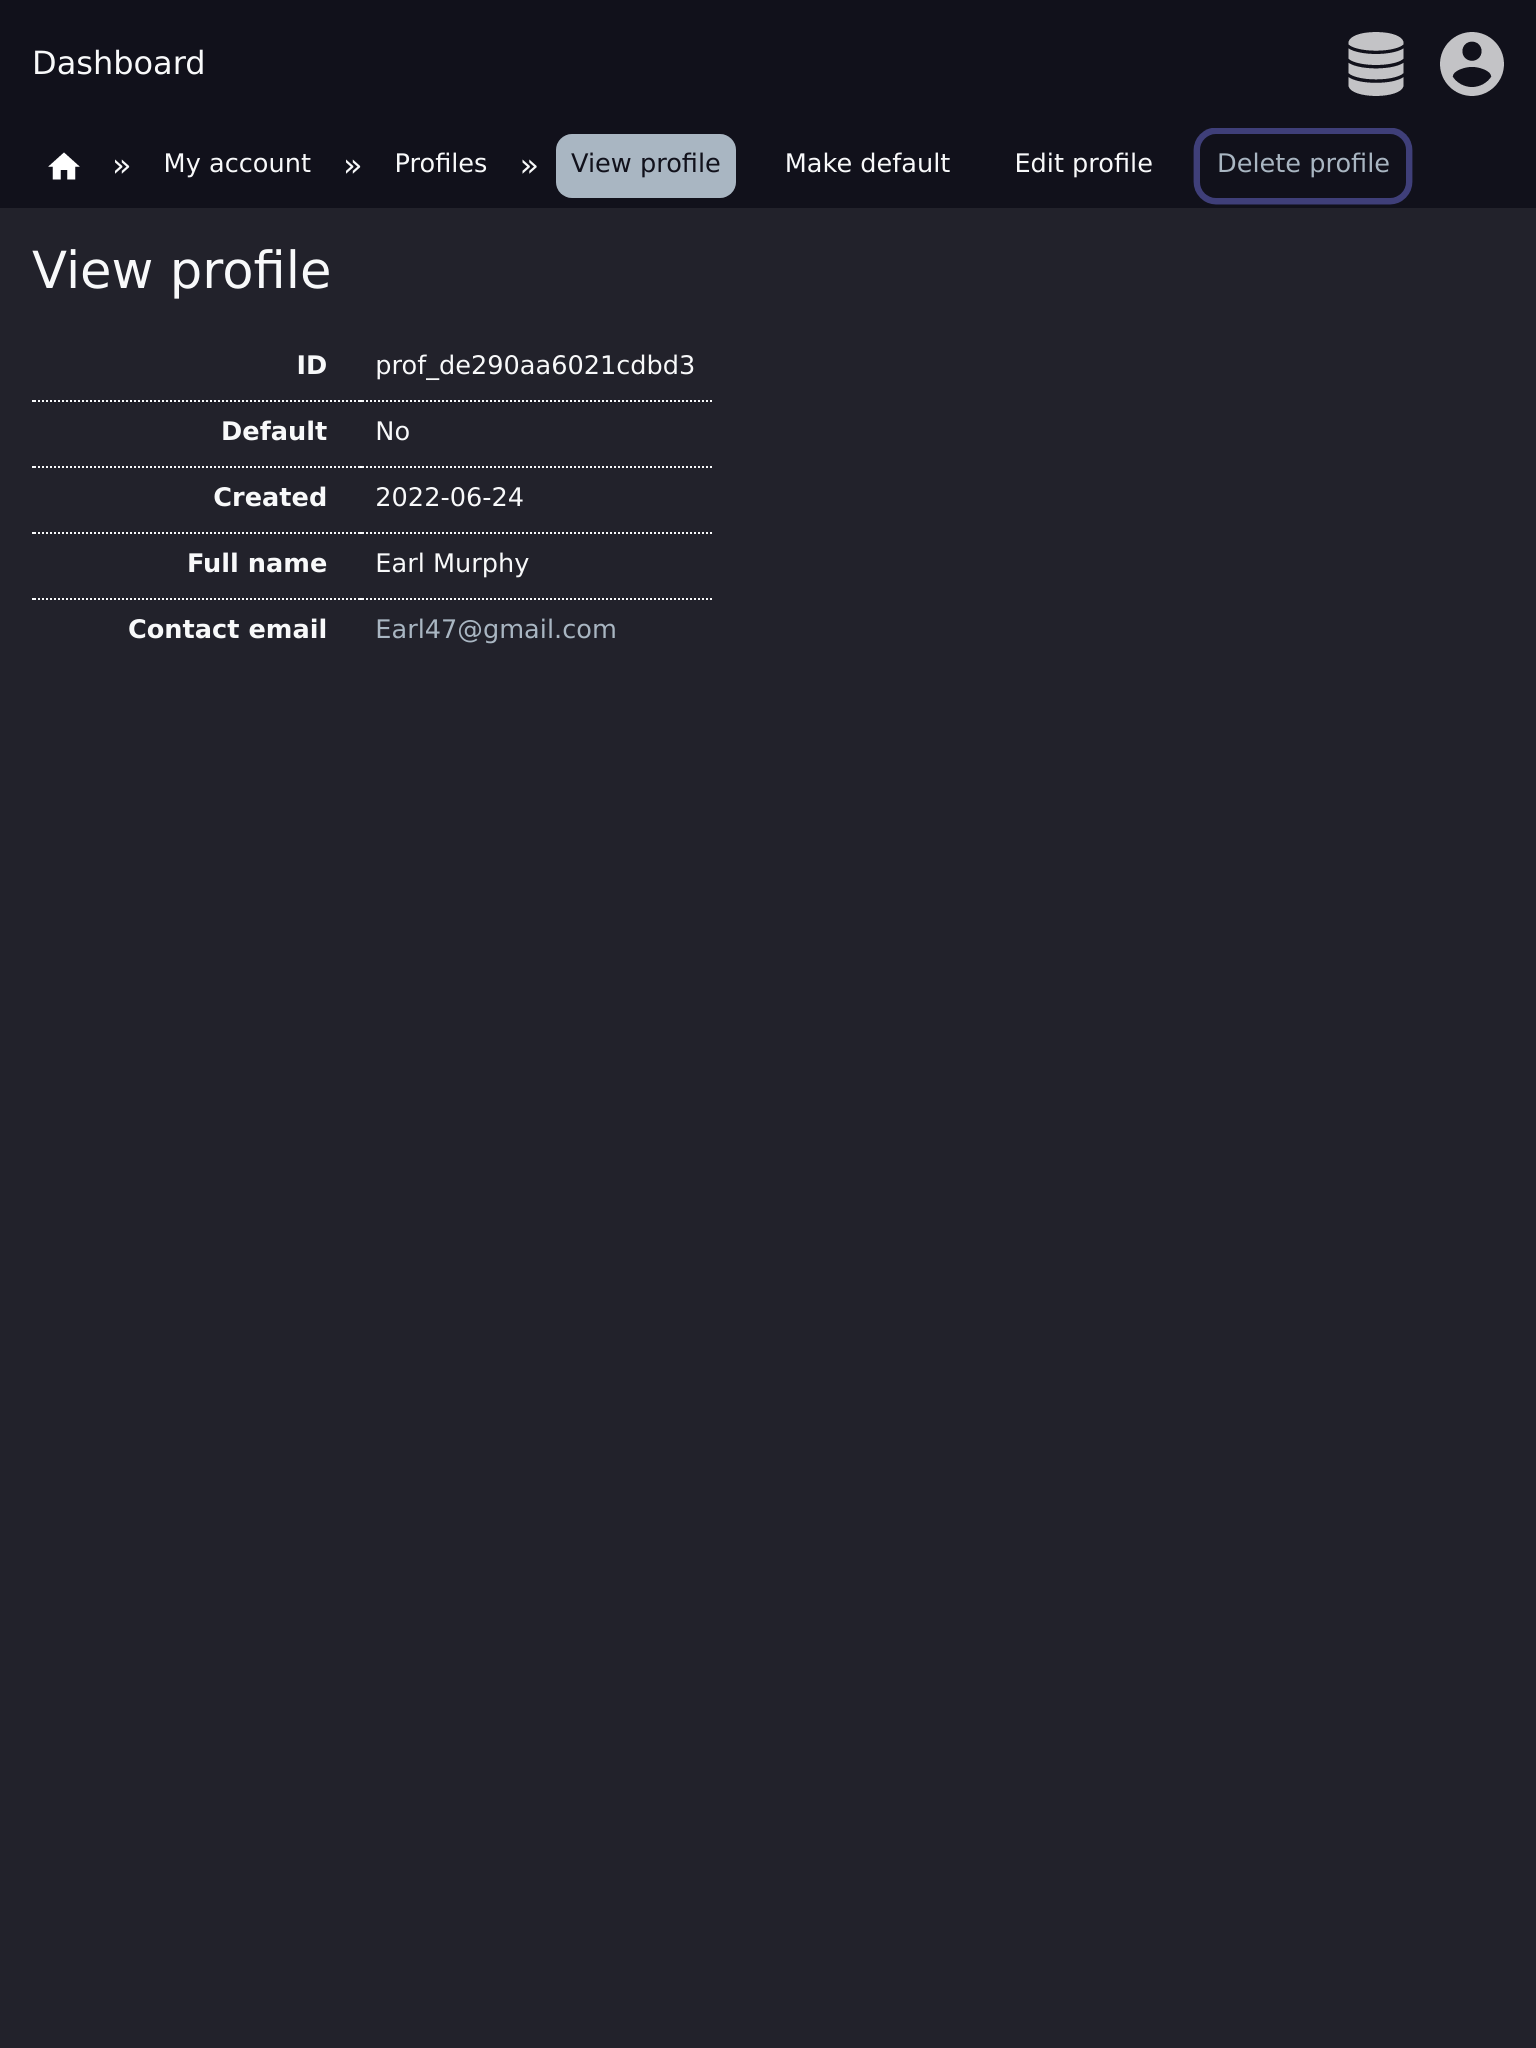 Dashboard
» My account » Profiles » View profile Make default Edit profile Delete profile
View profile
ID prof_de290aa6021cdbd3
Default No
Created 2022-06-24
Full name Earl Murphy
Contact email Earl47@gmail.com